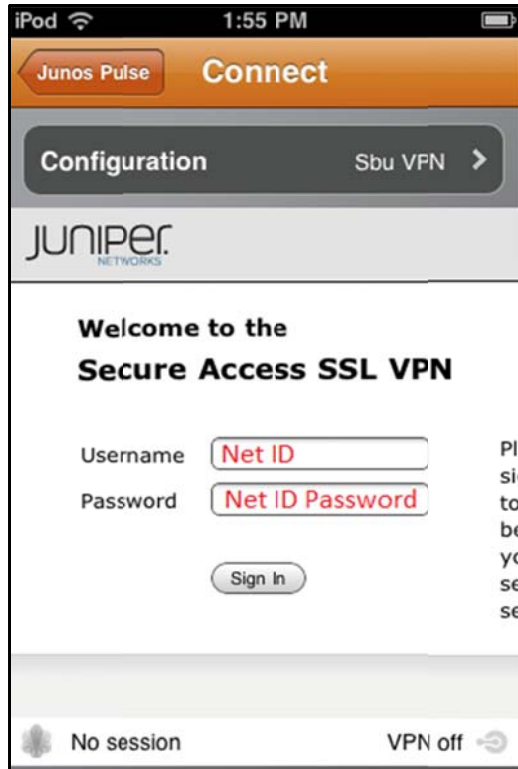 iPod 1:55 PM
Junos Pulse Connect
Configuration Sbu VPN
JUNIPER
NETWORKS
Welcome to the
Secure Access SSL VPN
Username Net ID
Password Net ID Password
Sign In
to
No session VPN off